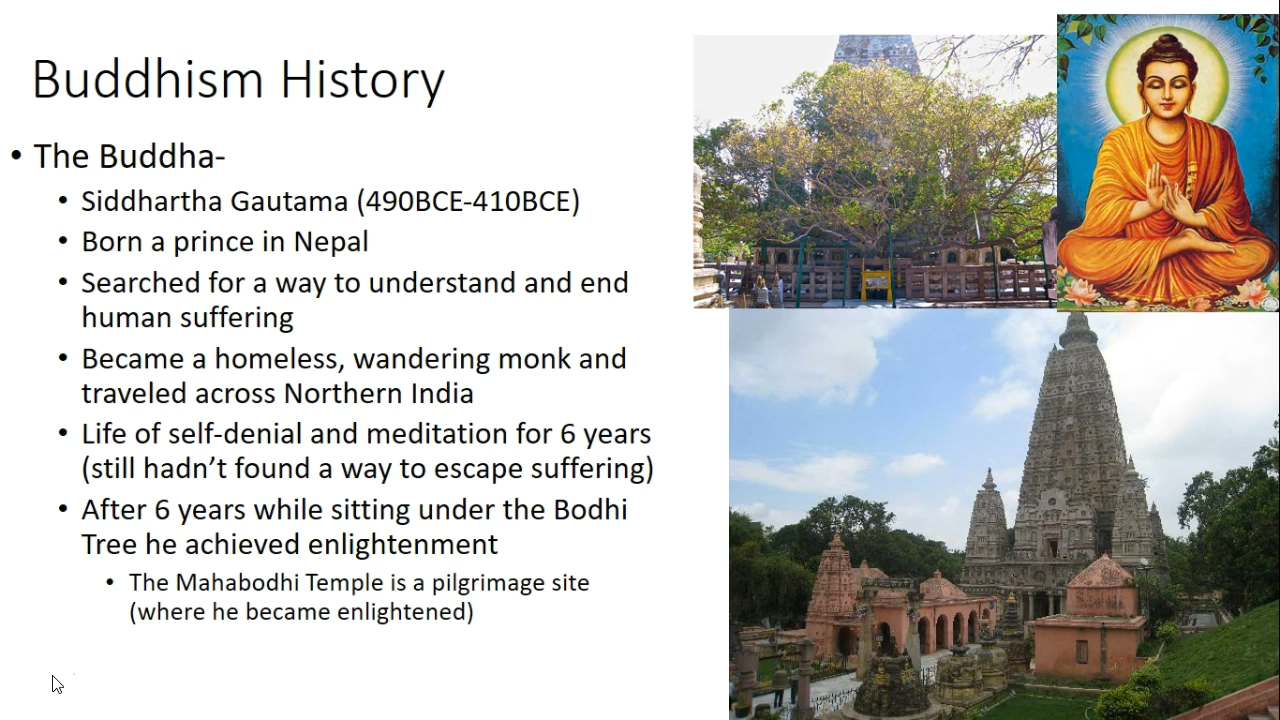 Buddhism History
• The Buddha-
• Siddhartha Gautama (490BCE-410BCE)
• Born a prince in Nepal
• Searched for a way to understand and end
human suffering
• Became a homeless, wandering monk and
traveled across Northern India
• Life of self-denial and meditation for 6 years
(still hadn’t found a way to escape suffering)
• After 6 years while sitting under the Bodhi
Tree he achieved enlightenment
• The Mahabodhi Temple is a pilgrimage site
(where he became enlightened)